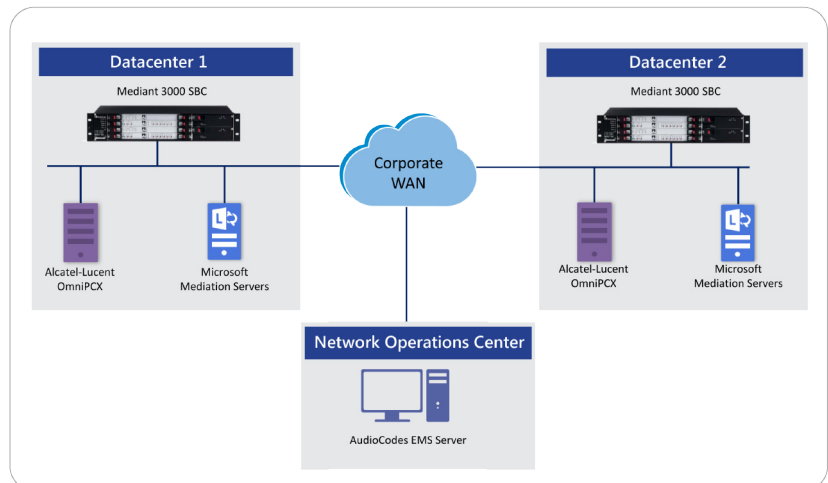 Datacenter 1
Mediant 3000 SBC
Alcatel-Lucent
OmniPCX
Microsoft
Mediation Servers
Corporate
WAN
Datacenter 2
Mediant 3000 SBC
Alcatel-Lucent
OmniPCX
Microsoft
Mediation Servers
Network Operations Center
AudioCodes EMS Server